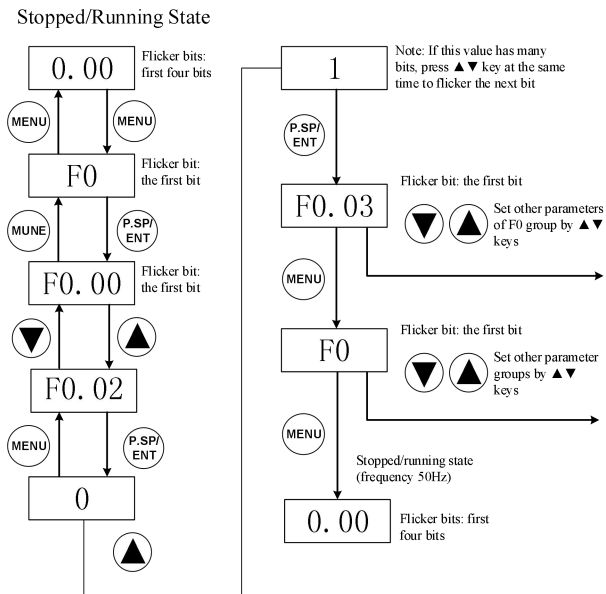 Stopped/Running State
0.00
Flicker bits:
first four bits
MENU
MENU
F0
Flicker bit:
the first bit
MUNE
P.SP/
ENT
F0.00
Flicker bit:
the first bit
▼
▲
F0.02
MENU
P.SP/
ENT
0
▲
1
Note: If this value has many
bits, press ▲▼ key at the same
time to flicker the next bit
P.SP/
ENT
Flicker bit: the first bit
F0.03
▼ ▲
Set other parameters
of F0 group by ▲▼
keys
MENU
Flicker bit: the first bit
F0
▼ ▲
Set other parameter
groups by ▲▼
keys
MENU
Stopped/running state
(frequency 50Hz)
0.00
Flicker bits: first
four bits